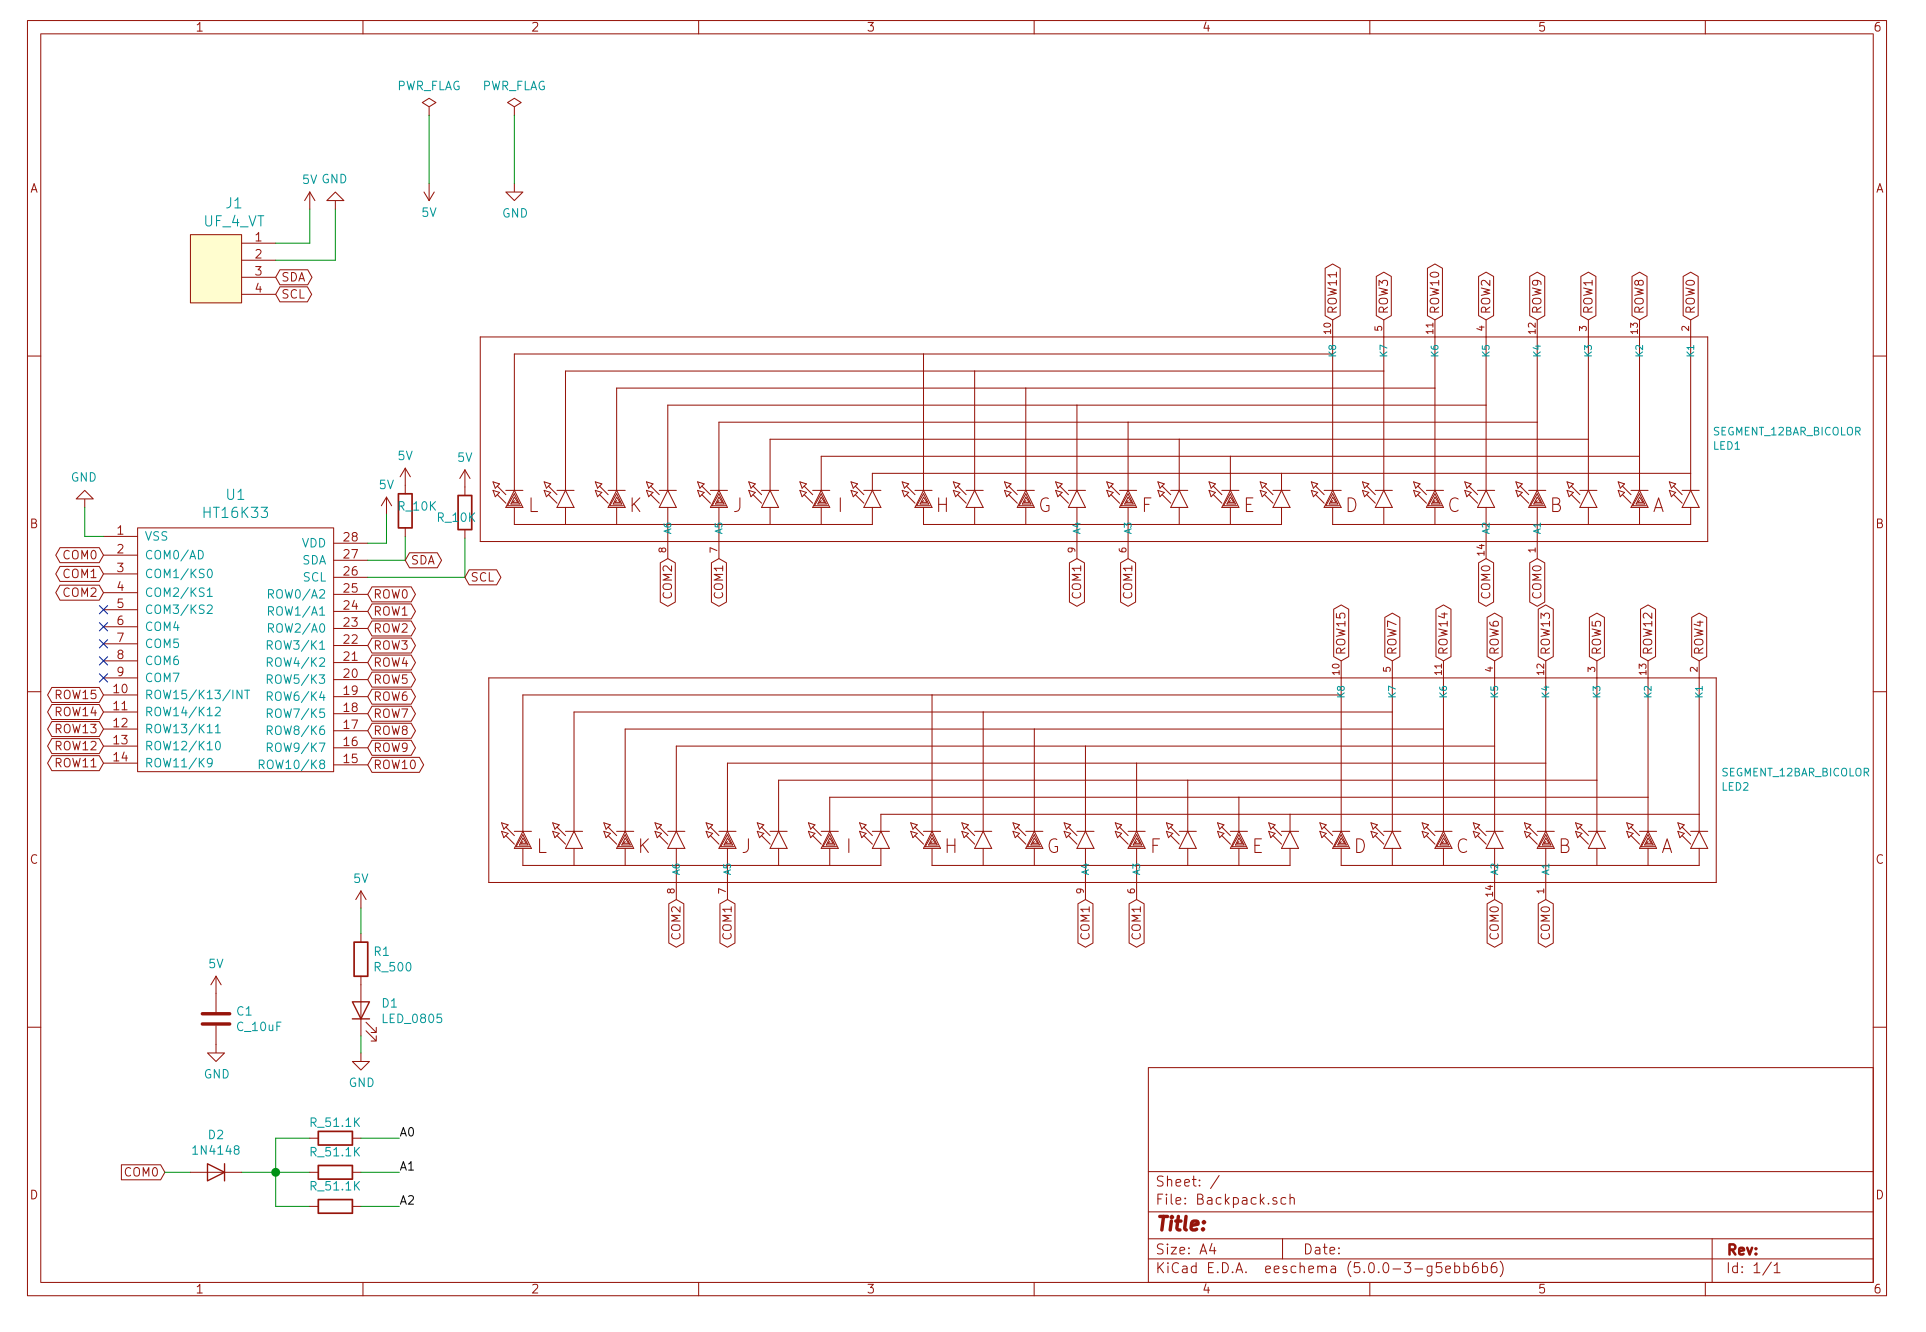 1 2 3 4 5 6
A
B
C
D
PWR_FLAG PWR_FLAG
5V
GND
5V GND
J1
UF_4_VT
1
2
3 SDA
4 SCL
GND
U1
HT16K33
5V
5V
5V
R_10K
R_10K
1 VSS
COM0 2 COM0/AD
COM1 3 COM1/KS0
COM2 4 COM2/KS1
5 COM3/KS2
6 COM4
7 COM5
8 COM6
9 COM7
ROW15 10 ROW15/K13/INT
ROW14 11 ROW14/K12
ROW13 12 ROW13/K11
ROW12 13 ROW12/K10
ROW11 14 ROW11/K9
VDD 28
SDA 27 SDA
SCL 26 SCL
ROW0/A2 25 ROW0
ROW1/A1 24 ROW1
ROW2/A0 23 ROW2
ROW3/K1 22 ROW3
ROW4/K2 21 ROW4
ROW5/K3 20 ROW5
ROW6/K4 19 ROW6
ROW7/K5 18 ROW7
ROW8/K6 17 ROW8
ROW9/K7 16 ROW9
ROW10/K8 15 ROW10
ROW11 ROW3 ROW10 ROW2 ROW9 ROW1 ROW8 ROW0
10 5 11 4 12 3 13 2
K8 K7 K6 K5 K4 K3 K2 K1
SEGMENT_12BAR_BICOLOR
LED1
L K J I H G F E D C B A
A6 A5 A4 A3 A2 A1
8 7 9 6 14 1
COM2 COM1 COM1 COM1 COM0 COM0
ROW15 ROW7 ROW14 ROW6 ROW13 ROW5 ROW12 ROW4
10 5 11 4 12 3 13 2
K8 K7 K6 K5 K4 K3 K2 K1
SEGMENT_12BAR_BICOLOR
LED2
L K J I H G F E D C B A
A6 A5 A4 A3 A2 A1
8 7 9 6 14 1
COM2 COM1 COM1 COM1 COM0 COM0
5V
R1
R_500
D1
LED_0805
GND
5V
C1
C_10uF
GND
D2
1N4148
COM0
R_51.1K A0
R_51.1K A1
R_51.1K A2
Sheet: /
File: Backpack.sch
Title:
Size: A4 Date: Rev:
KiCad E.D.A. eeschema (5.0.0-3-g5ebb6b6) Id: 1/1
A
B
C
D
1 2 3 4 5 6